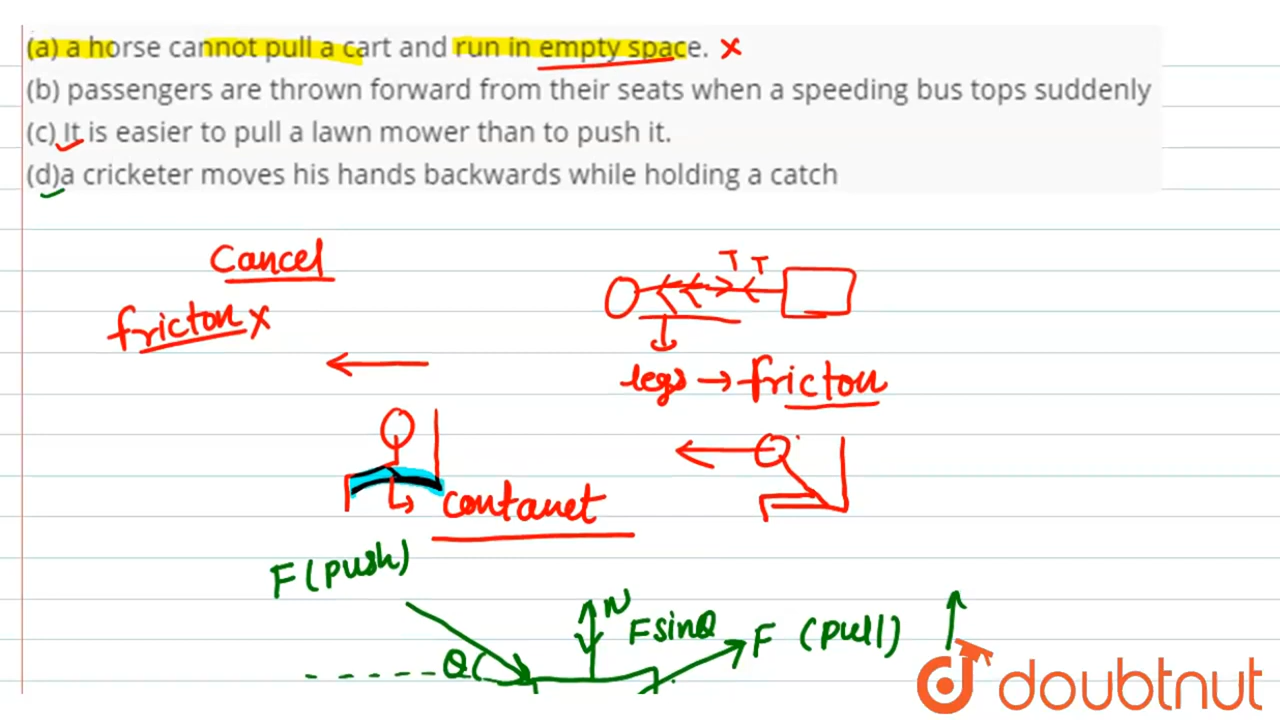 (a) a horse cannot pull a cart and run in empty space. x
(b) passengers are thrown forward from their seats when a speeding bus tops suddenly
(c) It is easier to pull a lawn mower than to push it.
(d)a cricketer moves his hands backwards while holding a catch
Cancel
T T
fricton x
legs → fricton
contanct
F (push)
N
F sinθ
F (pull)
θ
doubtnut